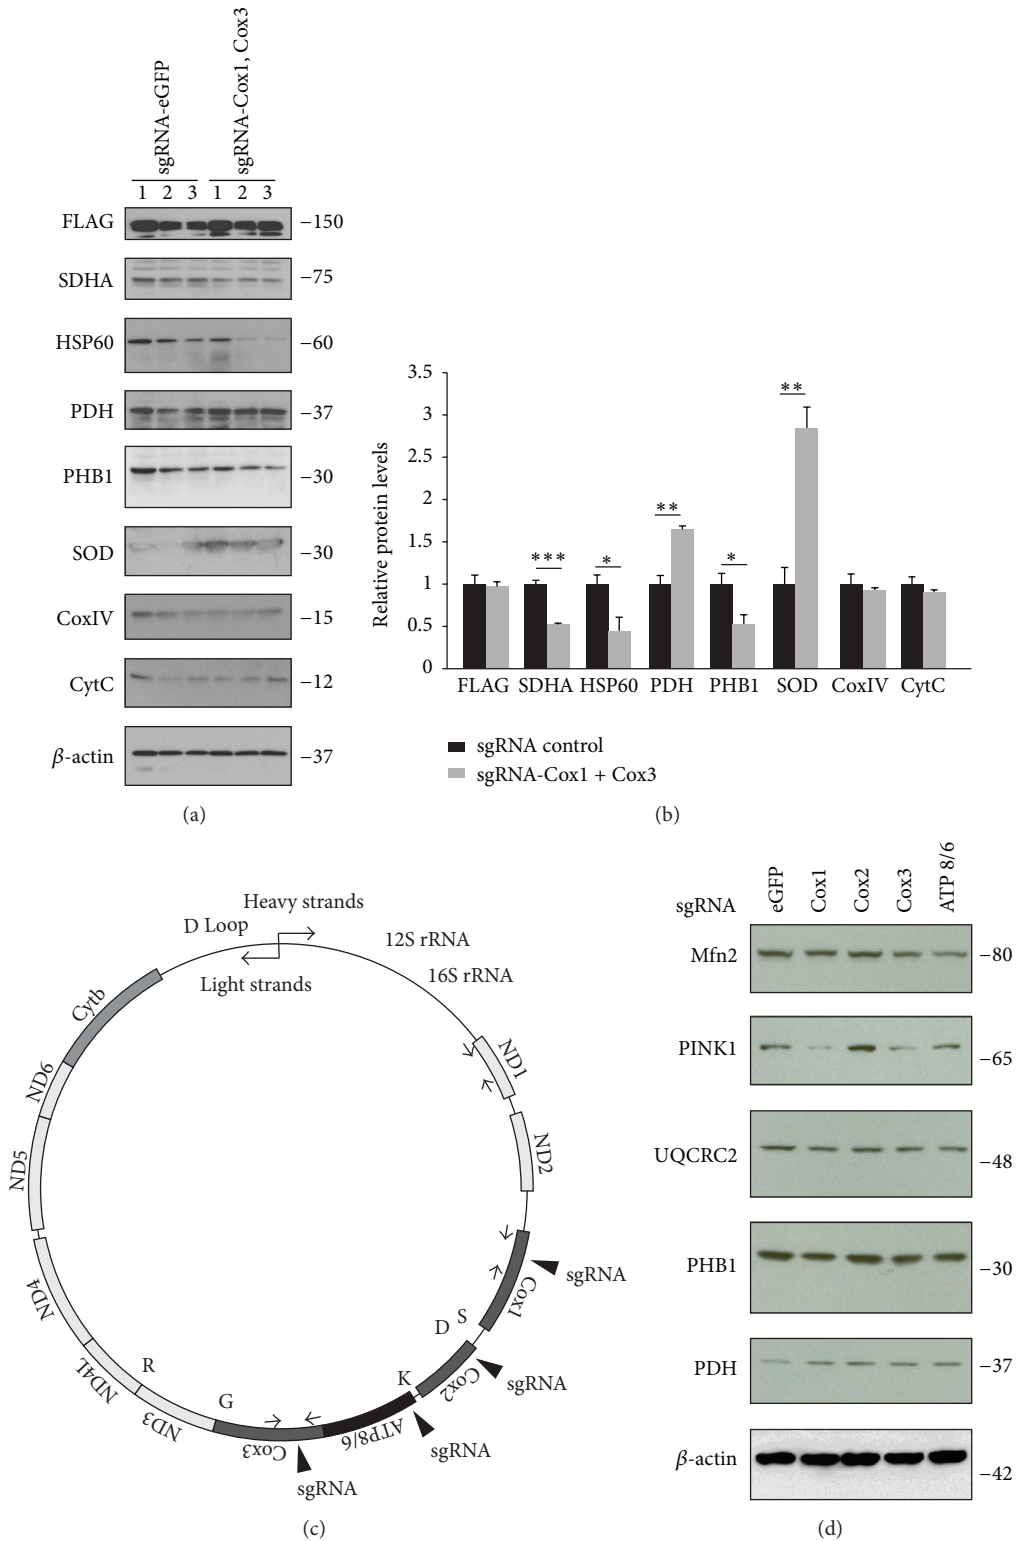 sgRNA-eGFP
sgRNA-Cox1, Cox3
1 2 3 1 2 3
FLAG −150
SDHA −75
HSP60 −60
PDH −37
PHB1 −30
SOD −30
CoxIV −15
CytC −12
β-actin −37
(a)
Relative protein levels
3.5
3
2.5
2
1.5
1
0.5
0
*** * ** * **
FLAG SDHA HSP60 PDH PHB1 SOD CoxIV CytC
sgRNA control
sgRNA-Cox1 + Cox3
(b)
Heavy strands
D Loop
Light strands
12S rRNA
16S rRNA
ND1
ND2
Cox1
sgRNA
S
D
Cox2
sgRNA
K
ATP8/6
sgRNA
Cox3
sgRNA
G
ND3
R
ND4L
ND4
ND5
ND6
Cytb
(c)
sgRNA eGFP Cox1 Cox2 Cox3 ATP 8/6
Mfn2 −80
PINK1 −65
UQCRC2 −48
PHB1 −30
PDH −37
β-actin −42
(d)